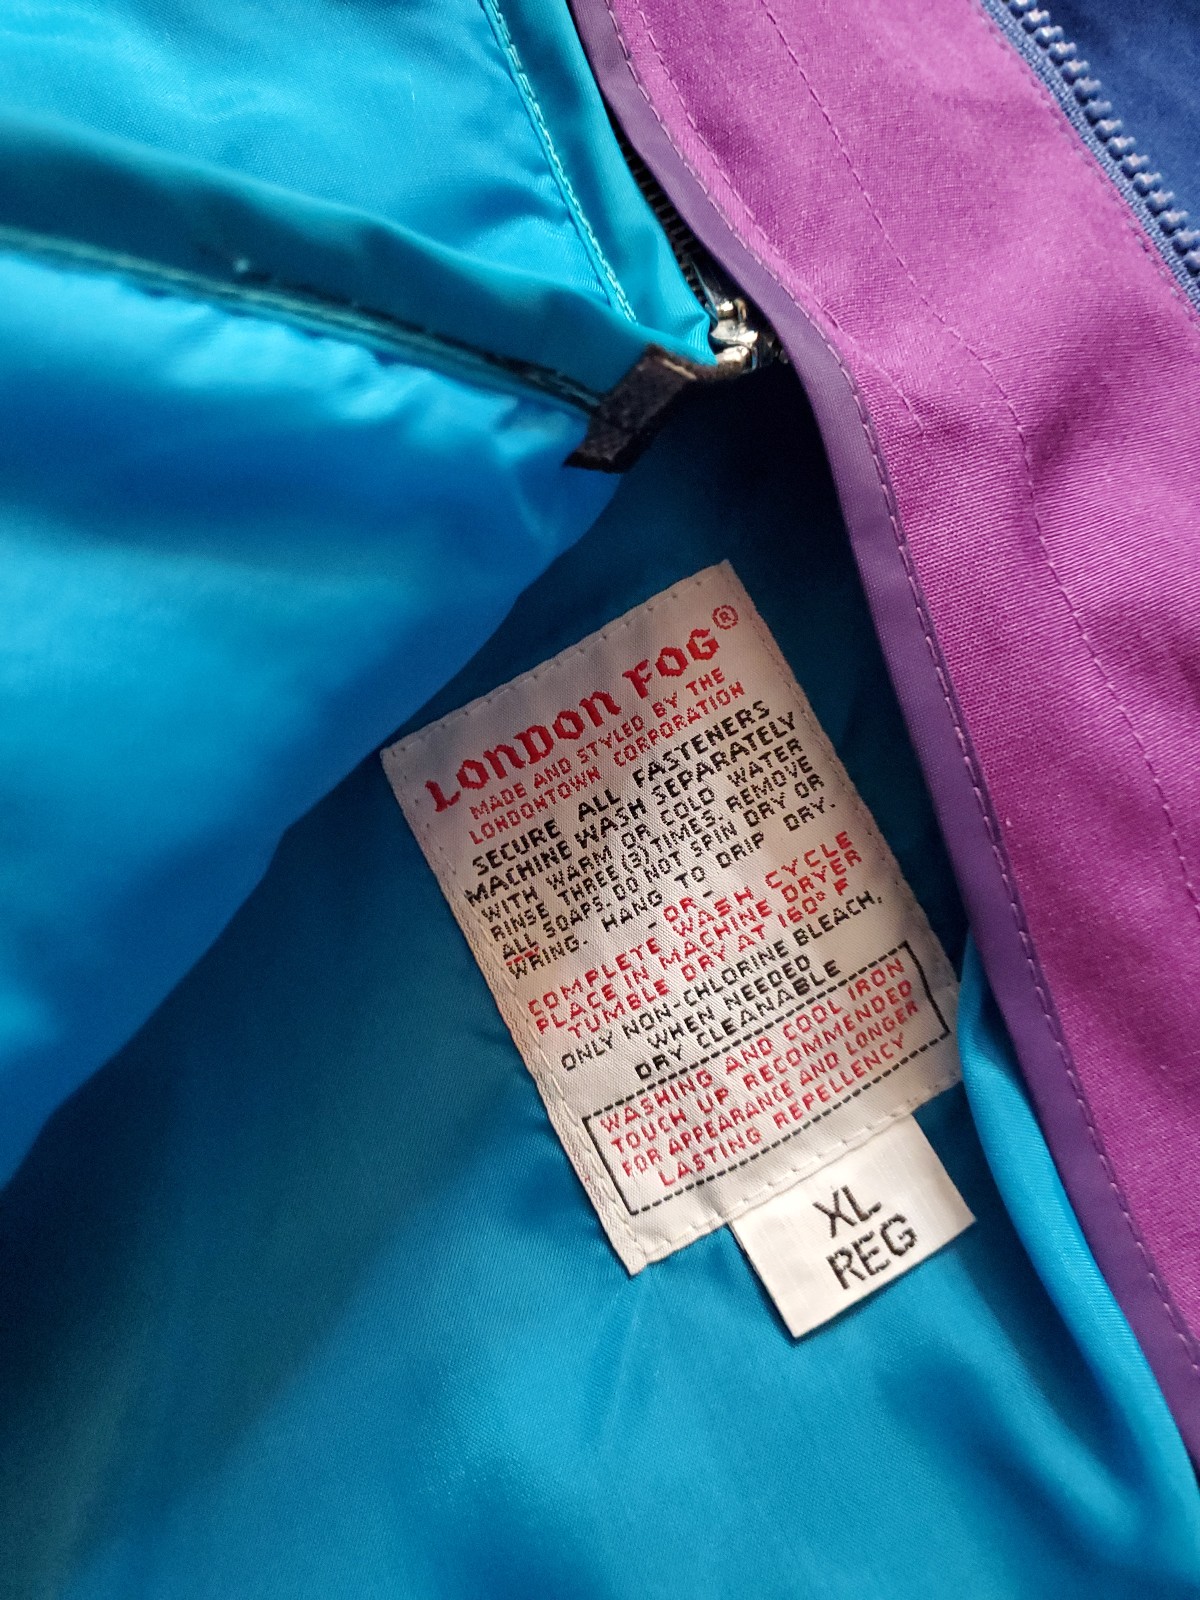 LONDON FOG®
MADE AND STYLED BY THE
LONDONTOWN CORPORATION
SECURE ALL FASTENERS
MACHINE WASH SEPARATELY
WITH WARM OR COLD WATER
RINSE THREE (3) TIMES. REMOVE
ALL SOAPS. DO NOT SPIN DRY OR
WRING. HANG TO DRIP DRY.
-OR-
COMPLETE WASH CYCLE
PLACE IN MACHINE DRYER
TUMBLE DRY AT 160° F
ONLY NON-CHLORINE BLEACH,
WHEN NEEDED
DRY CLEANABLE
WASHING AND COOL IRON
TOUCH UP RECOMMENDED
FOR APPEARANCE AND LONGER
LASTING REPELLENCY
XL
REG